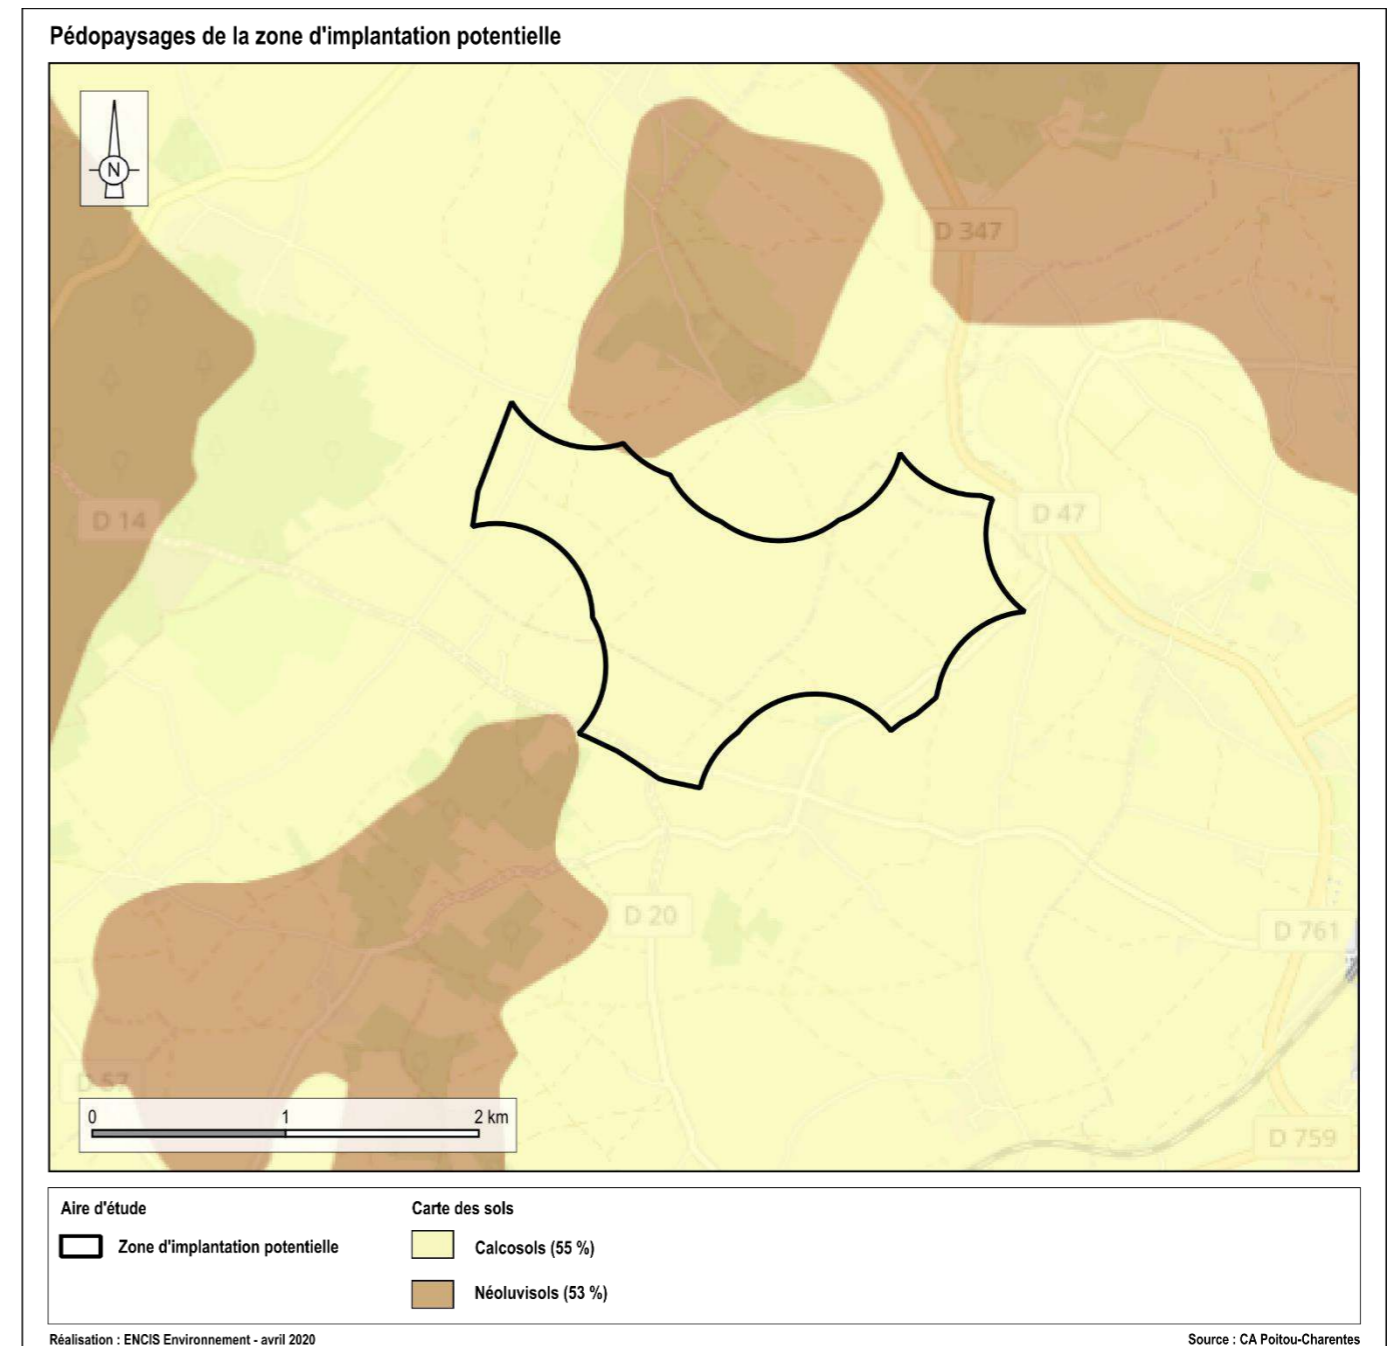 Pédopaysages de la zone d'implantation potentielle
N
D 347
D 14
D 47
D 20
D 761
D 57
D 759
0 1 2 km
Aire d'étude
Zone d'implantation potentielle
Carte des sols
Calcosols (55 %)
Néoluvisols (53 %)
Réalisation : ENCIS Environnement - avril 2020
Source : CA Poitou-Charentes